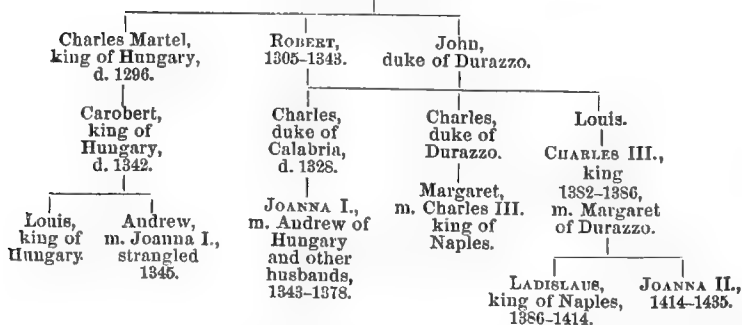 Charles Martel,
king of Hungary,
d. 1296.
ROBERT,
1305–1343.
John,
duke of Durazzo.
Carobert,
king of
Hungary,
d. 1342.
Charles,
duke of
Calabria,
d. 1328.
Charles,
duke of
Durazzo.
Louis.
CHARLES III.,
king
1382–1386,
m. Margaret
of Durazzo.
Louis,
king of
Hungary.
Andrew,
m. Joanna I.,
strangled
1345.
JOANNA I.,
m. Andrew of
Hungary
and other
husbands,
1343–1378.
Margaret,
m. Charles III.
king of
Naples.
LADISLAUS,
king of Naples,
1386–1414.
JOANNA II.,
1414–1435.